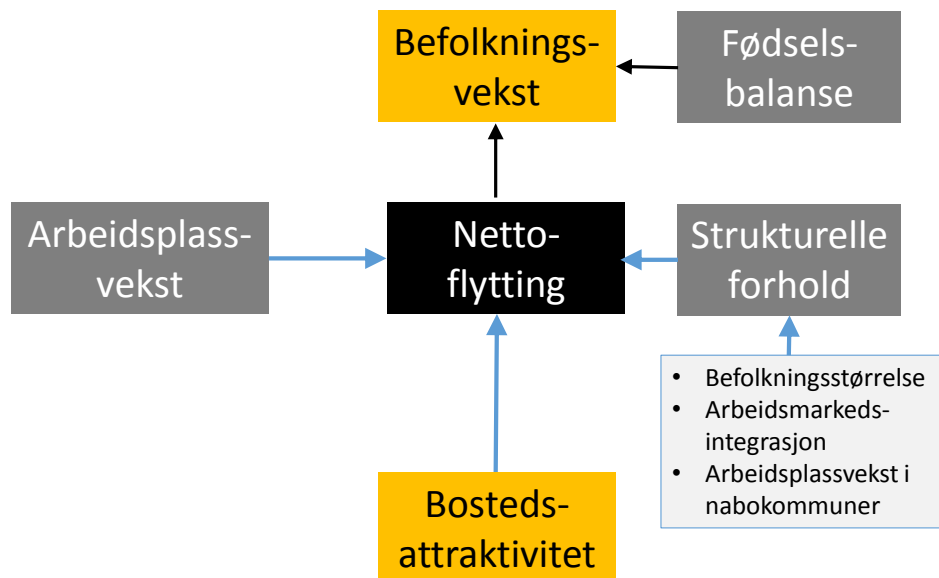 Befolknings-
vekst
Fødsels-
balanse
Arbeidsplass-
vekst
Netto-
flytting
Strukturelle
forhold
• Befolkningsstørrelse
• Arbeidsmarkeds-
integrasjon
• Arbeidsplassvekst i
nabokommuner
Bosteds-
attraktivitet